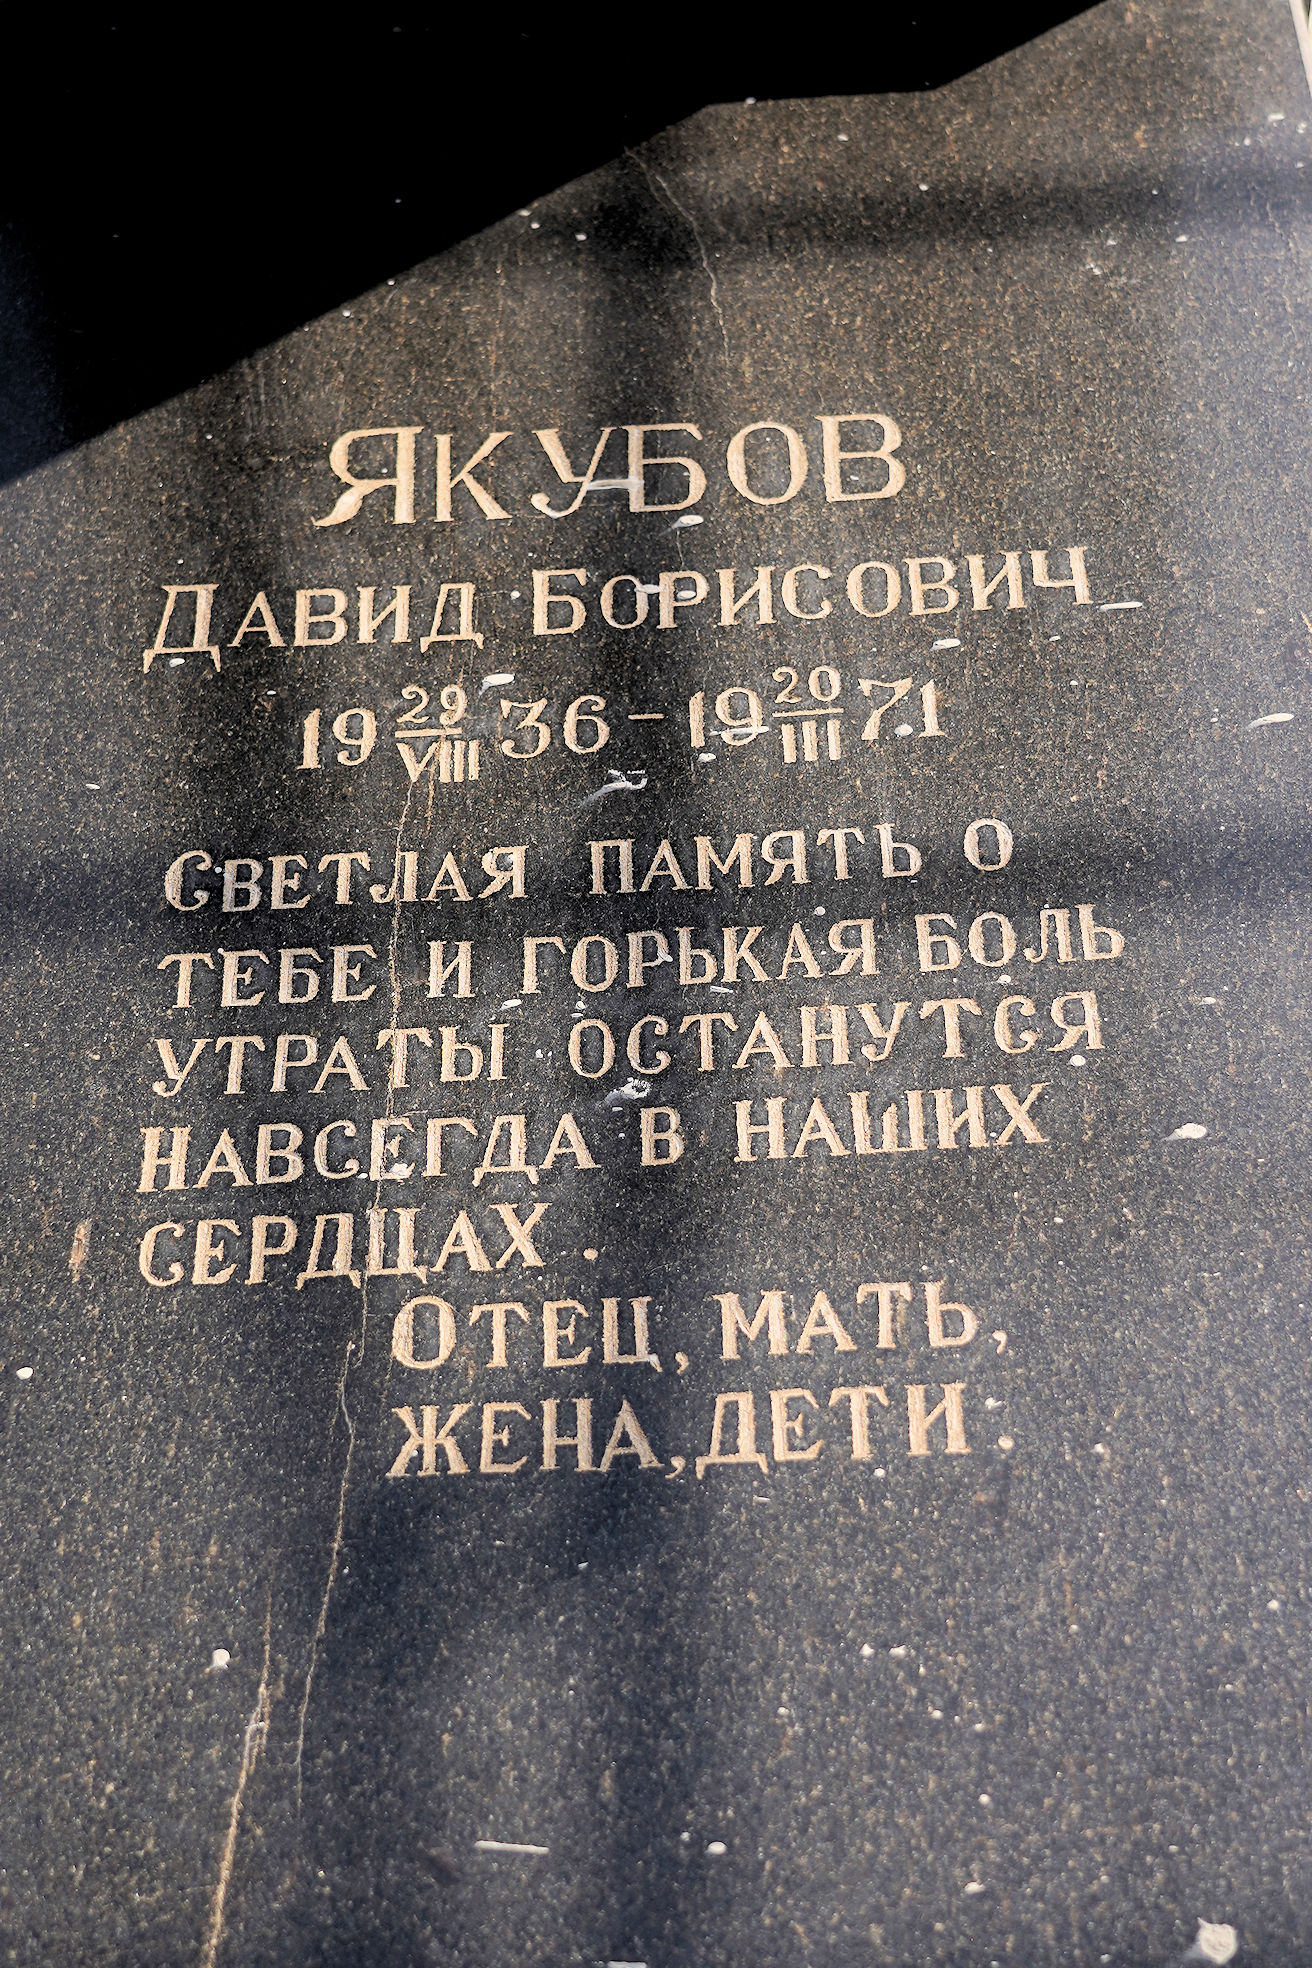 ЯКУБОВ
ДАВИД БОРИСОВИЧ
19 29/VIII 36 – 19 20/III 71
СВЕТЛАЯ ПАМЯТЬ О
ТЕБЕ И ГОРЬКАЯ БОЛЬ
УТРАТЫ ОСТАНУТСЯ
НАВСЕГДА В НАШИХ
СЕРДЦАХ.
ОТЕЦ, МАТЬ,
ЖЕНА, ДЕТИ.